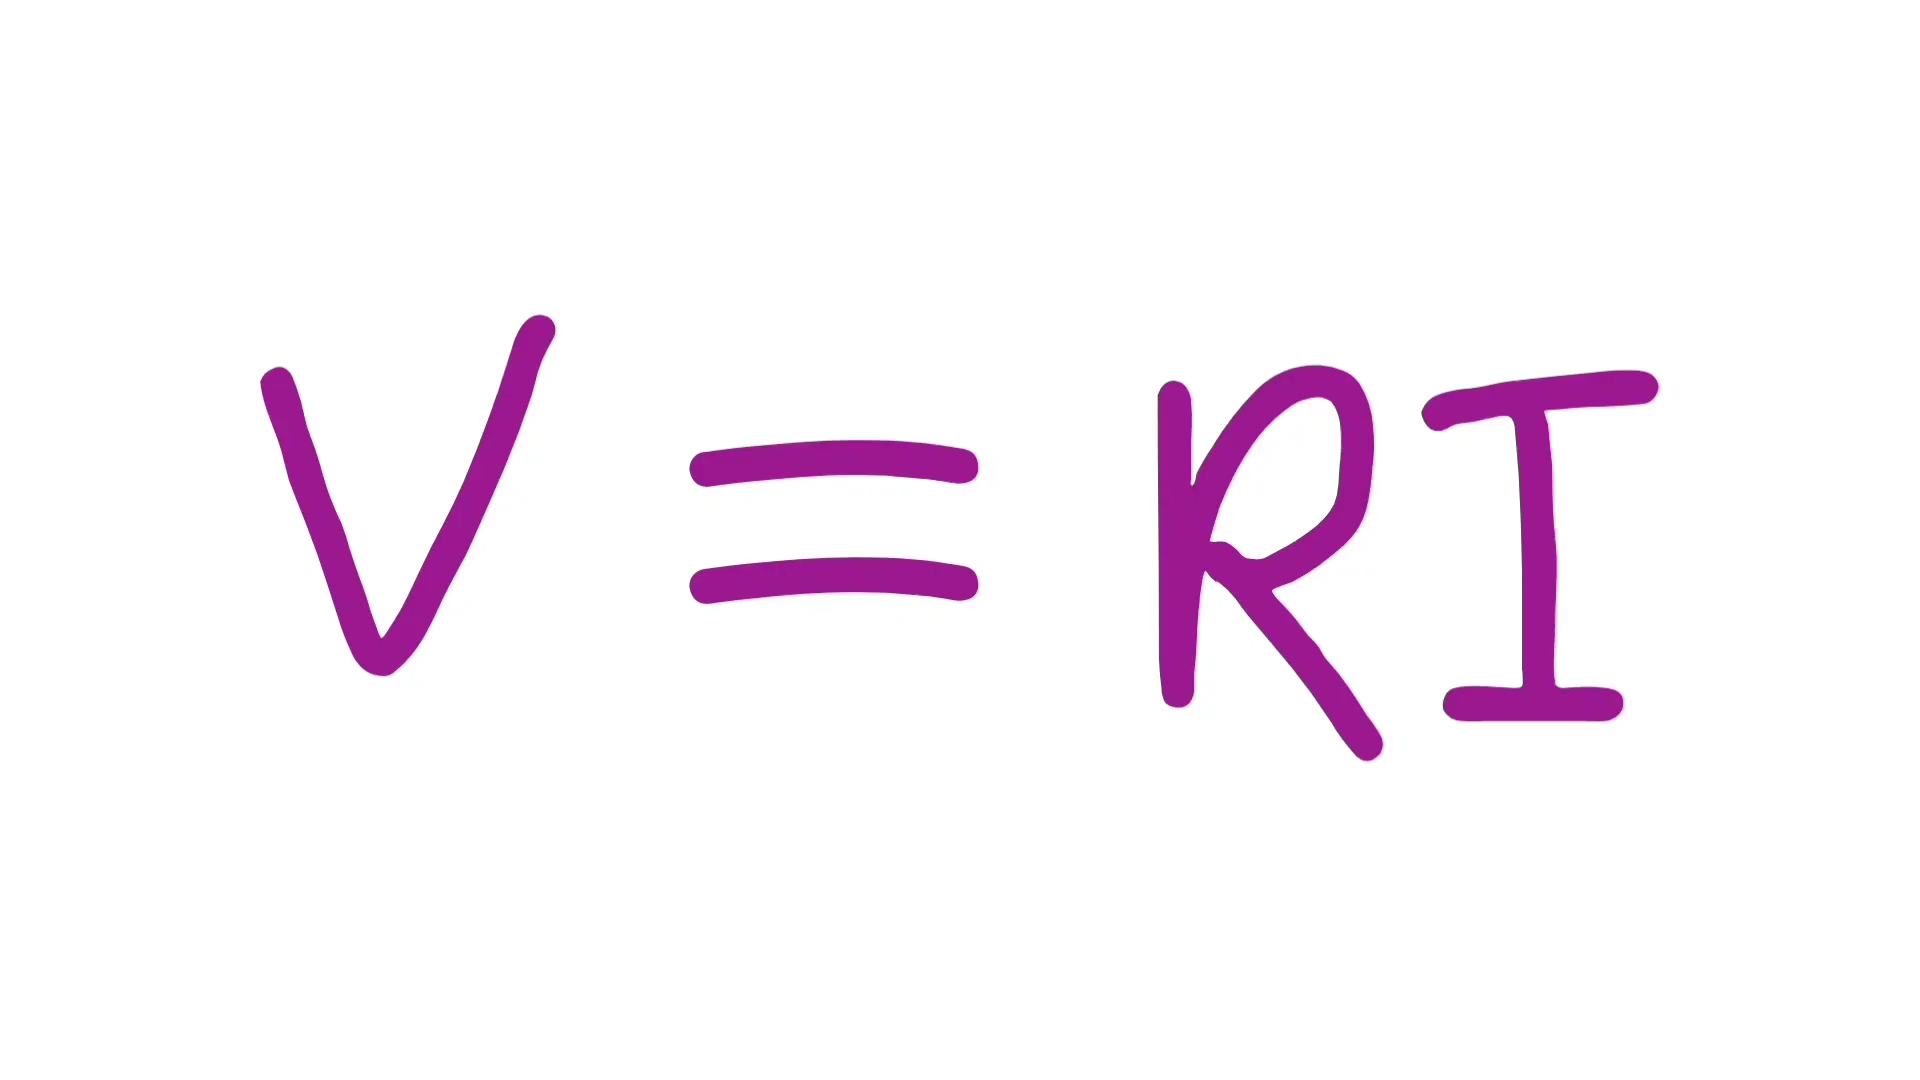 V = RI